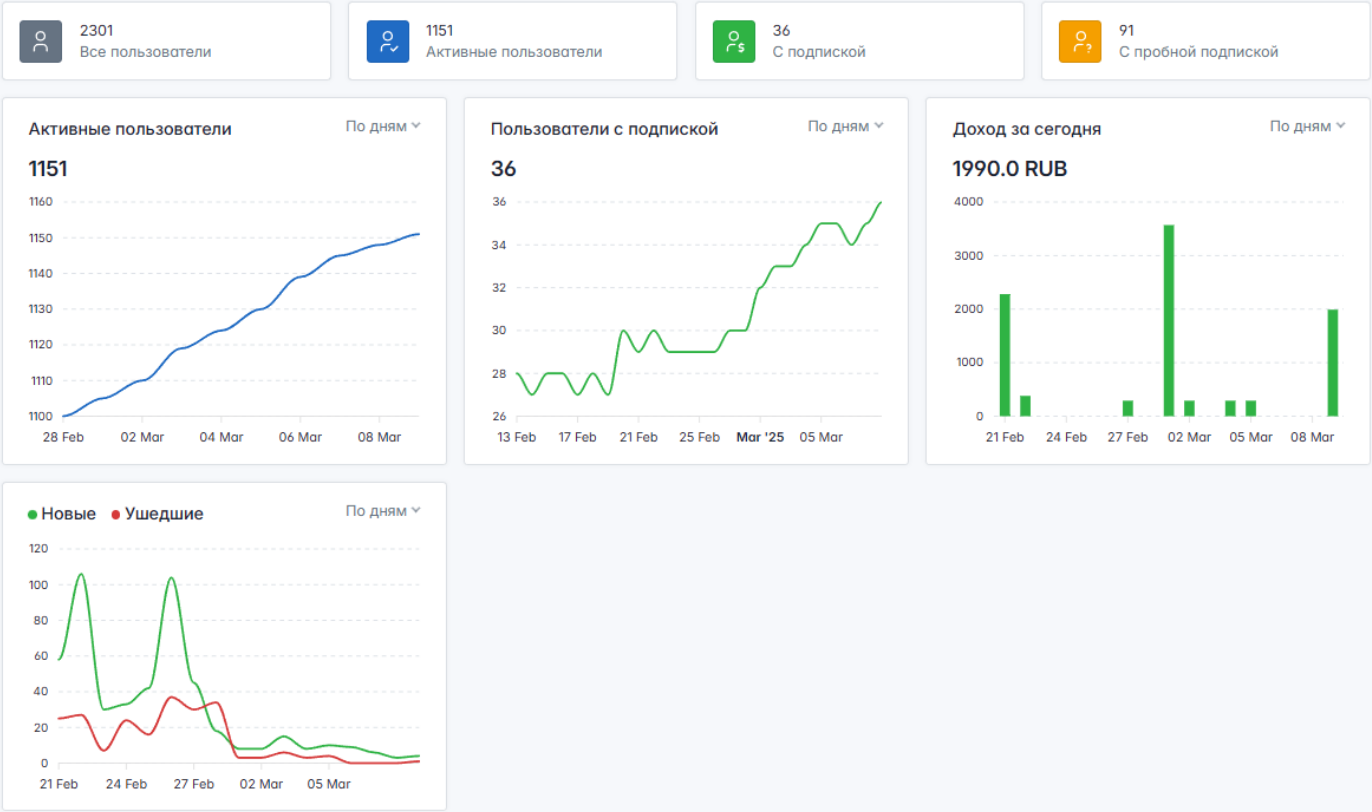 2301
Все пользователи
1151
Активные пользователи
36
С подпиской
91
С пробной подпиской
Активные пользователи
По дням
1151
1160
1150
1140
1130
1120
1110
1100
28 Feb 02 Mar 04 Mar 06 Mar 08 Mar
Пользователи с подпиской
По дням
36
36
34
32
30
28
26
13 Feb 17 Feb 21 Feb 25 Feb Mar '25 05 Mar
Доход за сегодня
По дням
1990.0 RUB
4000
3000
2000
1000
0
21 Feb 24 Feb 27 Feb 02 Mar 05 Mar 08 Mar
Новые Ушедшие
По дням
120
100
80
60
40
20
0
21 Feb 24 Feb 27 Feb 02 Mar 05 Mar